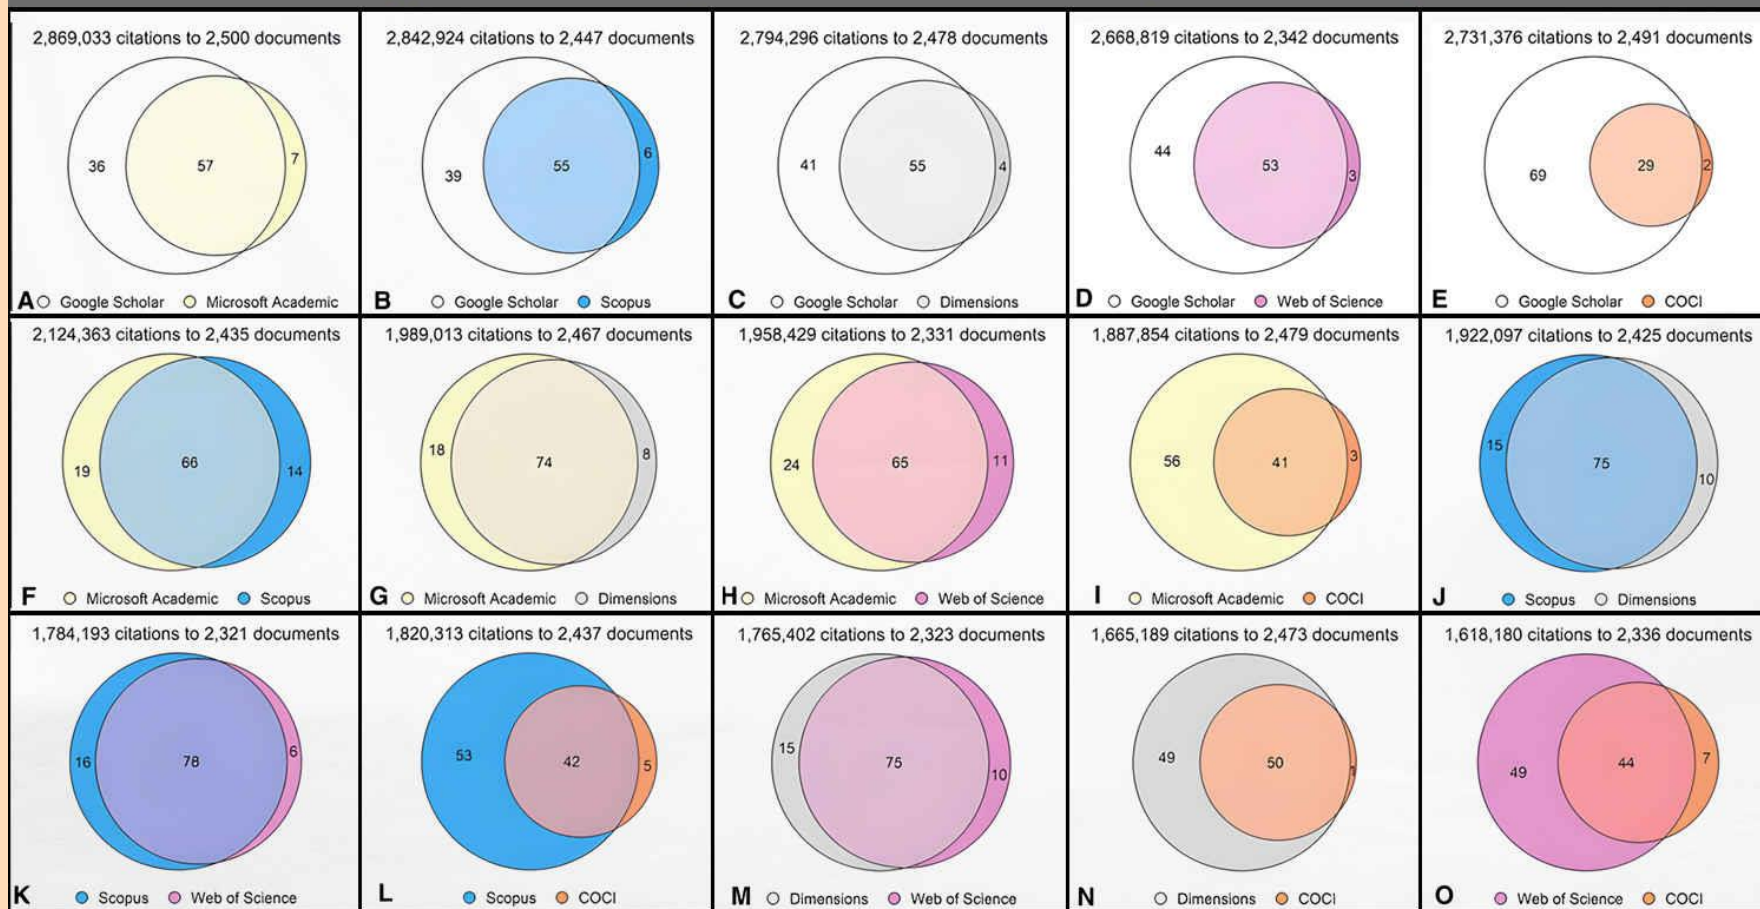 2,869,033 citations to 2,500 documents
36
57
7
A Google Scholar Microsoft Academic
2,842,924 citations to 2,447 documents
39
55
6
B Google Scholar Scopus
2,794,296 citations to 2,478 documents
41
55
4
C Google Scholar Dimensions
2,668,819 citations to 2,342 documents
44
53
3
D Google Scholar Web of Science
2,731,376 citations to 2,491 documents
69
29
2
E Google Scholar COCI
2,124,363 citations to 2,435 documents
19
66
14
F Microsoft Academic Scopus
1,989,013 citations to 2,467 documents
18
74
8
G Microsoft Academic Dimensions
1,958,429 citations to 2,331 documents
24
65
11
H Microsoft Academic Web of Science
1,887,854 citations to 2,479 documents
56
41
3
I Microsoft Academic COCI
1,922,097 citations to 2,425 documents
15
75
10
J Scopus Dimensions
1,784,193 citations to 2,321 documents
16
78
6
K Scopus Web of Science
1,820,313 citations to 2,437 documents
53
42
5
L Scopus COCI
1,765,402 citations to 2,323 documents
15
75
10
M Dimensions Web of Science
1,665,189 citations to 2,473 documents
49
50
1
N Dimensions COCI
1,618,180 citations to 2,336 documents
49
44
7
O Web of Science COCI